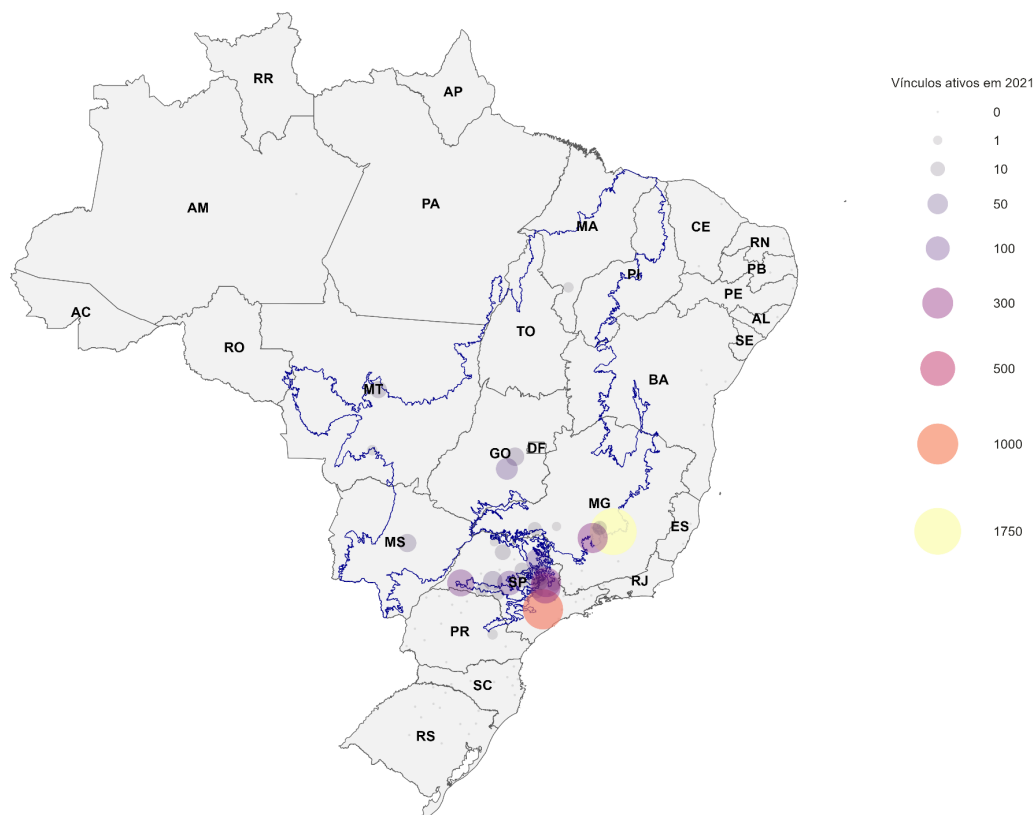 RR
AP
Vínculos ativos em 2021
0
1
10
AM
PA
MA
CE
50
RN
100
PB
PI
PE
AC
300
AL
TO
SE
RO
500
BA
MT
1000
DF
GO
MG
ES
1750
MS
RJ
SP
PR
SC
RS